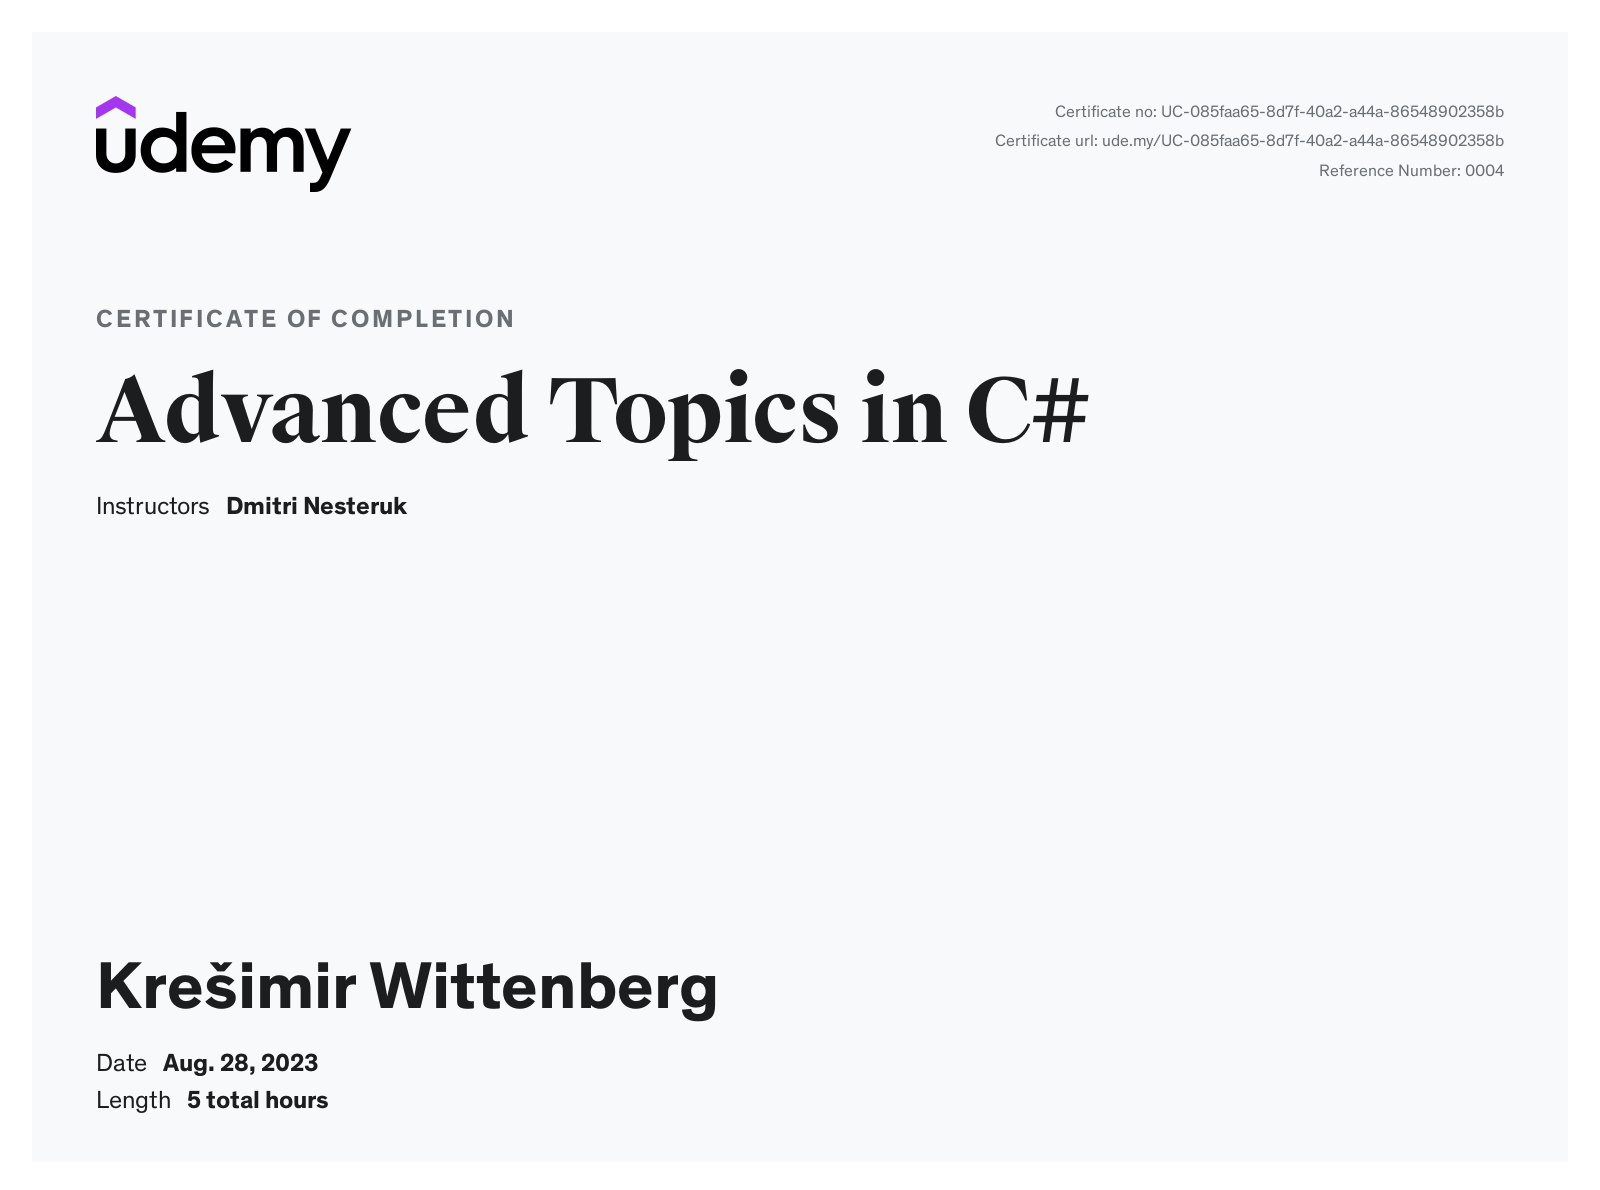 udemy
Certificate no: UC-085faa65-8d7f-40a2-a44a-86548902358b
Certificate url: ude.my/UC-085faa65-8d7f-40a2-a44a-86548902358b
Reference Number: 0004
CERTIFICATE OF COMPLETION
Advanced Topics in C#
Instructors Dmitri Nesteruk
Krešimir Wittenberg
Date Aug. 28, 2023
Length 5 total hours